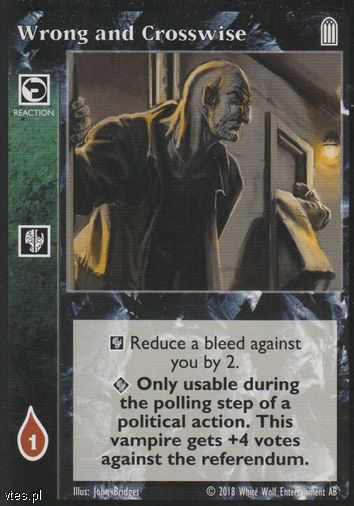 Wrong and Crosswise
REACTION
Reduce a bleed against
you by 2.
Only usable during
the polling step of a
political action. This
vampire gets +4 votes
against the referendum.
1
vtes.pl
Illus: John Bridges © 2018 White Wolf Entertainment AB